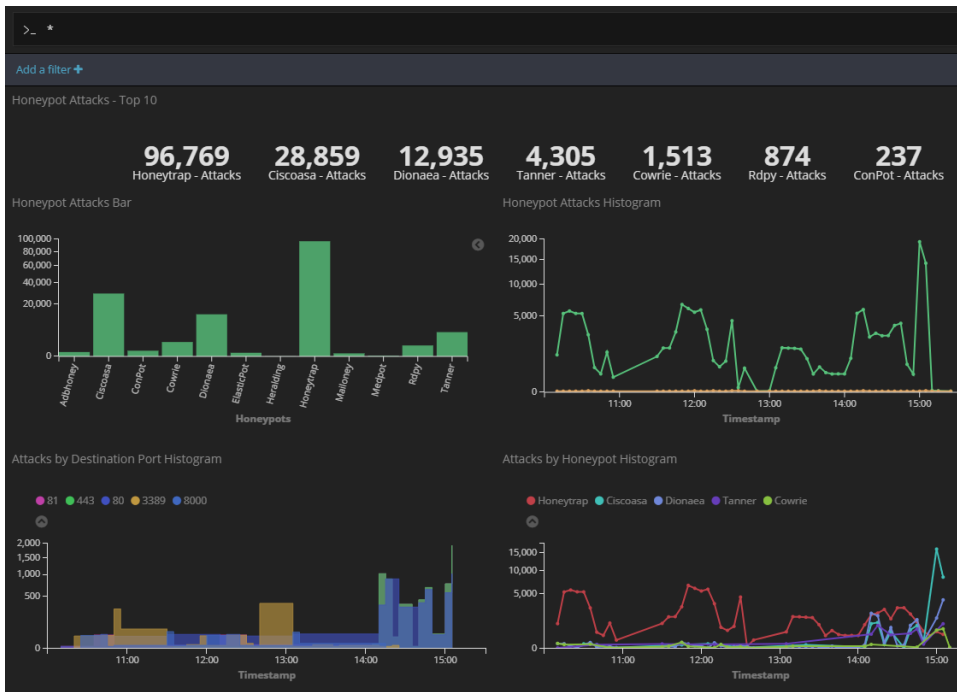 >_ *
Add a filter +
Honeypot Attacks - Top 10
96,769 28,859 12,935 4,305 1,513 874 237
Honeytrap - Attacks Ciscoasa - Attacks Dionaea - Attacks Tanner - Attacks Cowrie - Attacks Rdpy - Attacks ConPot - Attacks
Honeypot Attacks Bar
100,000
80,000
60,000
40,000
20,000
0
Adbhoney Ciscoasa ConPot Cowrie Dionaea ElasticPot Heralding Honeytrap Mailoney Medpot Rdpy Tanner
Honeypots
Honeypot Attacks Histogram
20,000
15,000
10,000
5,000
0
11:00 12:00 13:00 14:00 15:00
Timestamp
Attacks by Destination Port Histogram
81 443 80 3389 8000
2,000
1,500
1,000
500
0
11:00 12:00 13:00 14:00 15:00
Timestamp
Attacks by Honeypot Histogram
Honeytrap Ciscoasa Dionaea Tanner Cowrie
15,000
10,000
5,000
0
11:00 12:00 13:00 14:00 15:00
Timestamp